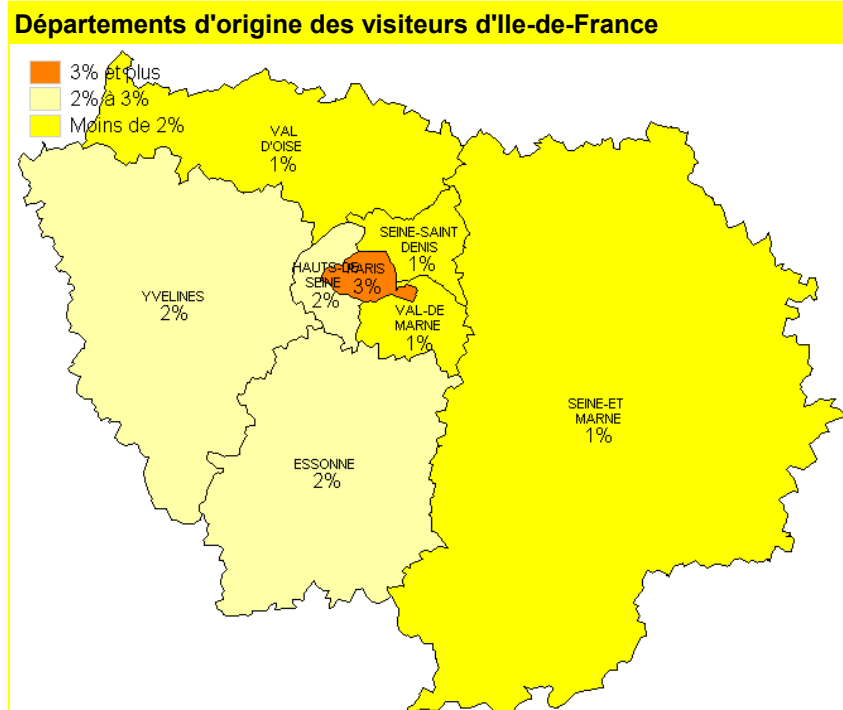 Départements d'origine des visiteurs d'Ile-de-France
3% et plus
2% à 3%
Moins de 2%
VAL
D'OISE
1%
SEINE-SAINT
DENIS
1%
HAUTS-DE
SEINE
2%
PARIS
3%
YVELINES
2%
VAL-DE
MARNE
1%
SEINE-ET
MARNE
1%
ESSONNE
2%